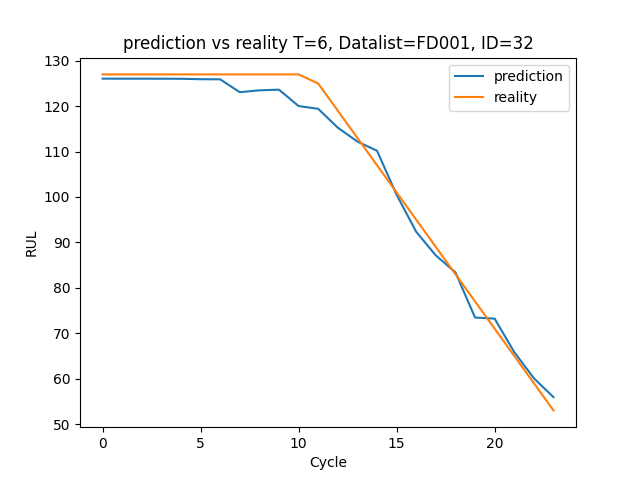 prediction vs reality T=6, Datalist=FD001, ID=32
prediction
reality
130
120
110
100
90
80
70
60
50
RUL
0 5 10 15 20
Cycle